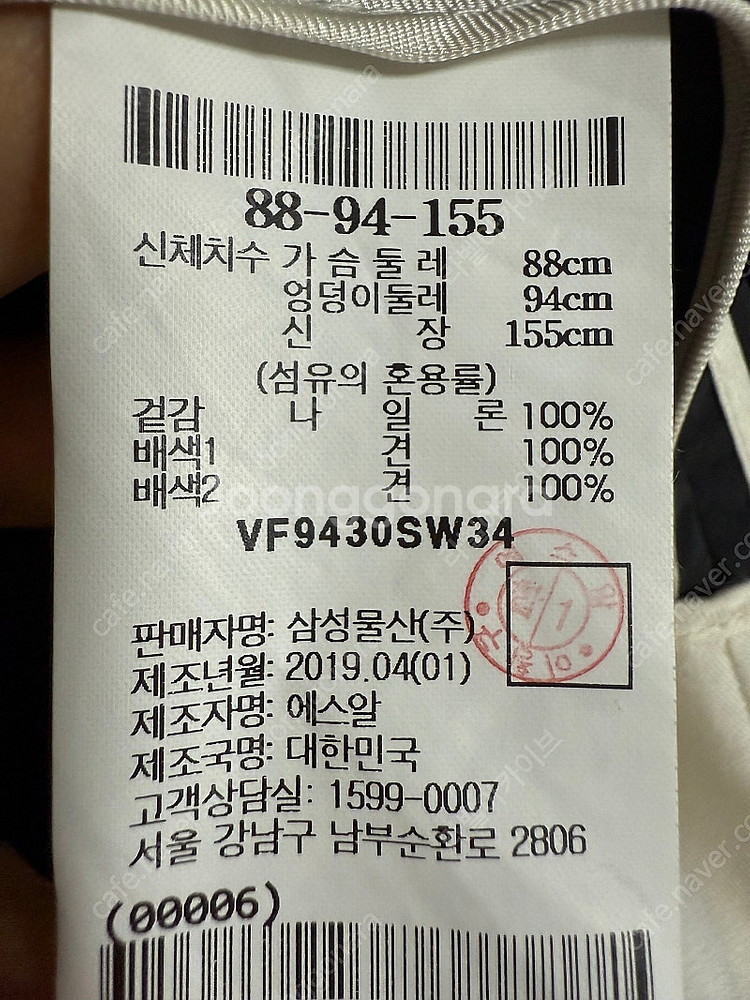 88-94-155
신체치수 가 슴 둘 레 88cm
엉덩이둘레 94cm
신 장 155cm
(섬유의 혼용률)
겉감 나 일 론 100%
배색1 견 100%
배색2 견 100%
VF9430SW34
판매자명: 삼성물산(주)
제조년월: 2019.04(01)
제조자명: 에스알
제조국명: 대한민국
고객상담실: 1599-0007
서울 강남구 남부순환로 2806
(00006)